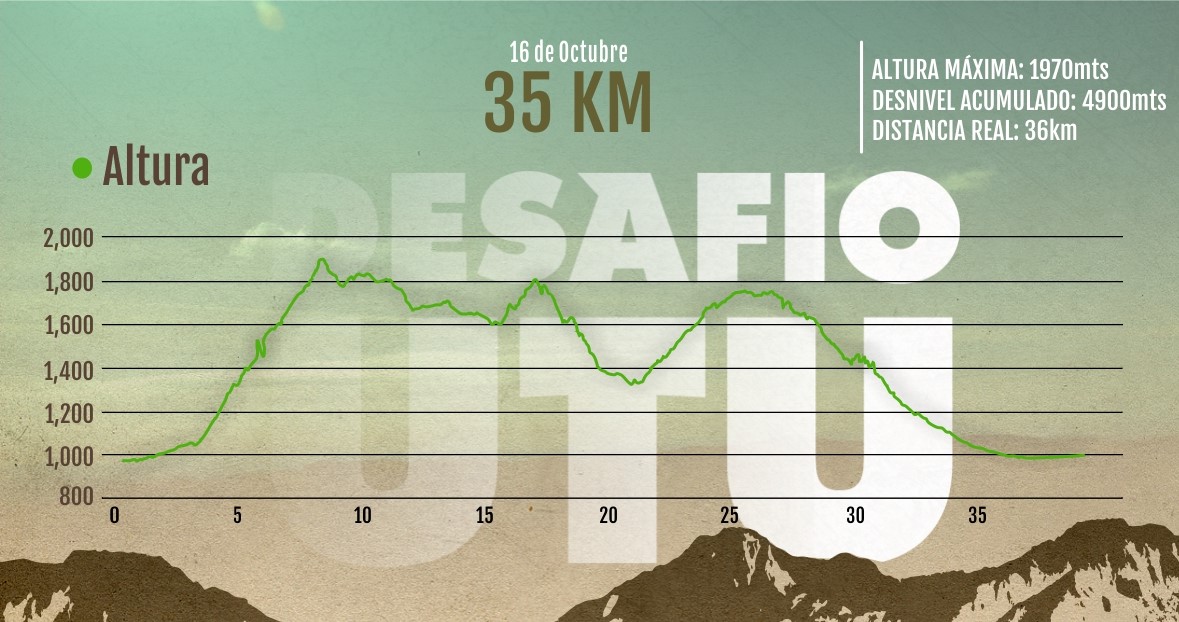 16 de Octubre
35 KM
ALTURA MÁXIMA: 1970mts
DESNIVEL ACUMULADO: 4900mts
DISTANCIA REAL: 36km
Altura
DESAFIO
UTU
2,000
1,800
1,600
1,400
1,200
1,000
800
0 5 10 15 20 25 30 35